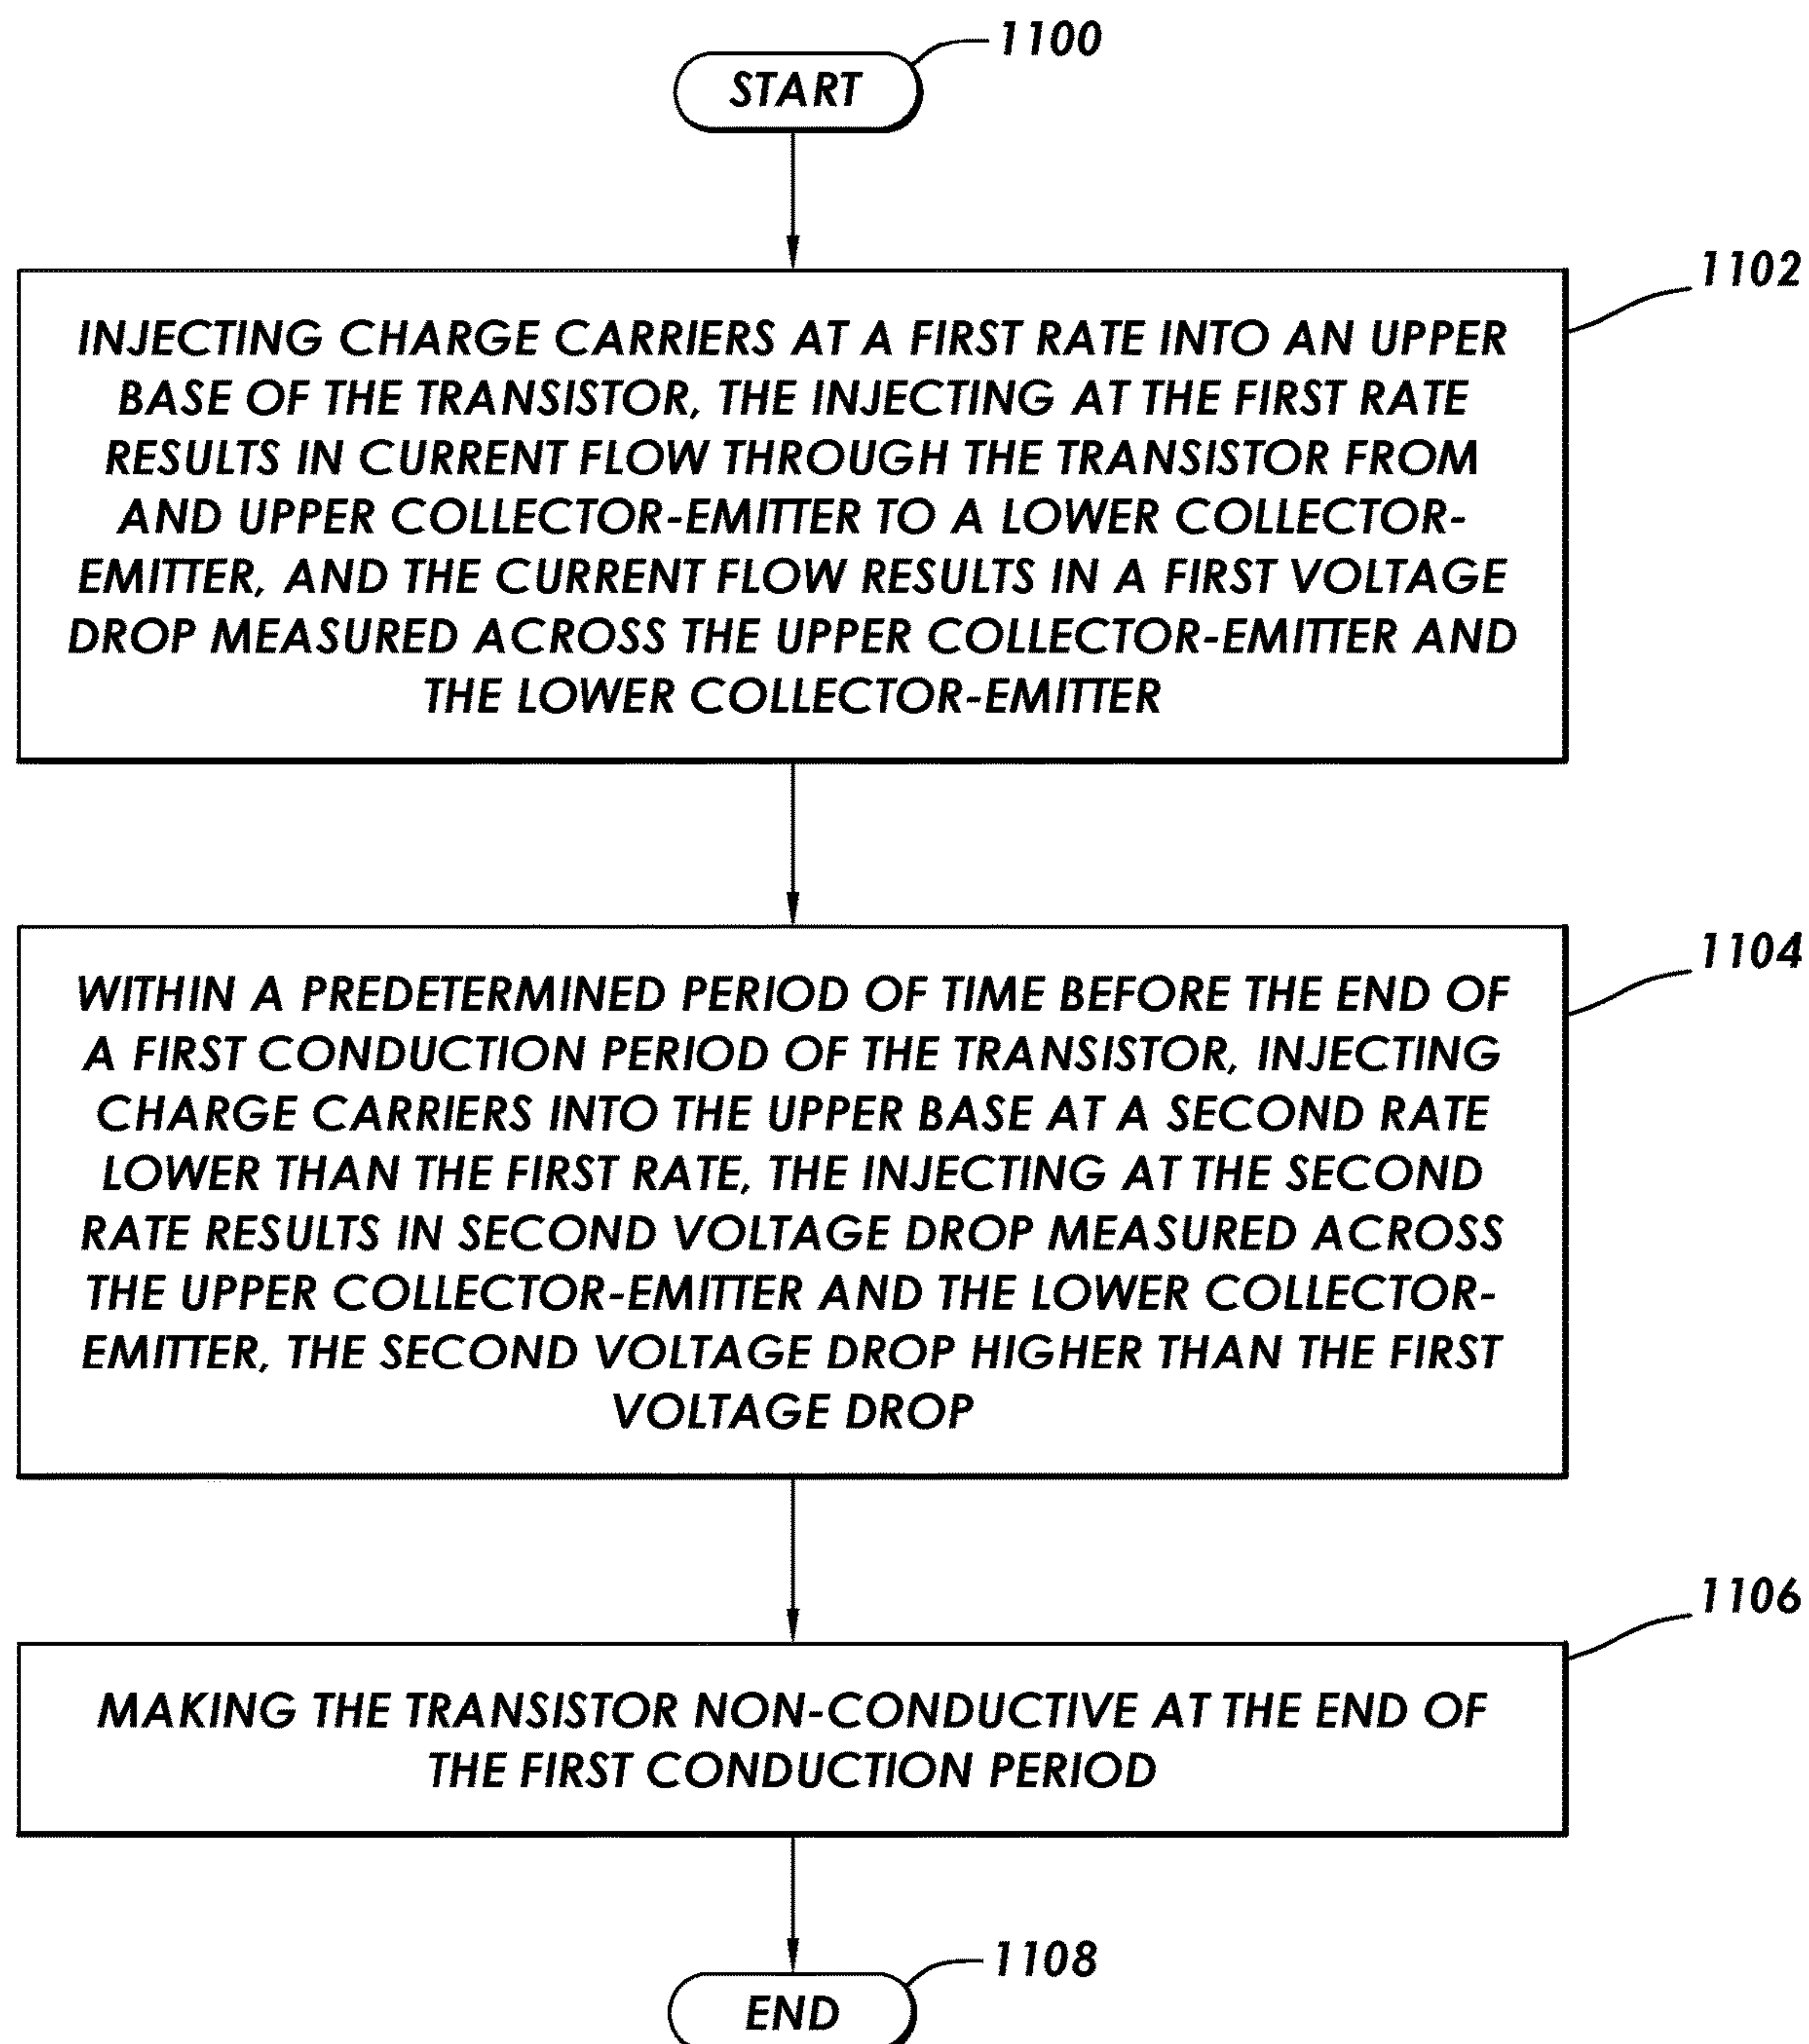 1100
START
1102
INJECTING CHARGE CARRIERS AT A FIRST RATE INTO AN UPPER
BASE OF THE TRANSISTOR, THE INJECTING AT THE FIRST RATE
RESULTS IN CURRENT FLOW THROUGH THE TRANSISTOR FROM
AND UPPER COLLECTOR-EMITTER TO A LOWER COLLECTOR-
EMITTER, AND THE CURRENT FLOW RESULTS IN A FIRST VOLTAGE
DROP MEASURED ACROSS THE UPPER COLLECTOR-EMITTER AND
THE LOWER COLLECTOR-EMITTER
1104
WITHIN A PREDETERMINED PERIOD OF TIME BEFORE THE END OF
A FIRST CONDUCTION PERIOD OF THE TRANSISTOR, INJECTING
CHARGE CARRIERS INTO THE UPPER BASE AT A SECOND RATE
LOWER THAN THE FIRST RATE, THE INJECTING AT THE SECOND
RATE RESULTS IN SECOND VOLTAGE DROP MEASURED ACROSS
THE UPPER COLLECTOR-EMITTER AND THE LOWER COLLECTOR-
EMITTER, THE SECOND VOLTAGE DROP HIGHER THAN THE FIRST
VOLTAGE DROP
1106
MAKING THE TRANSISTOR NON-CONDUCTIVE AT THE END OF
THE FIRST CONDUCTION PERIOD
1108
END